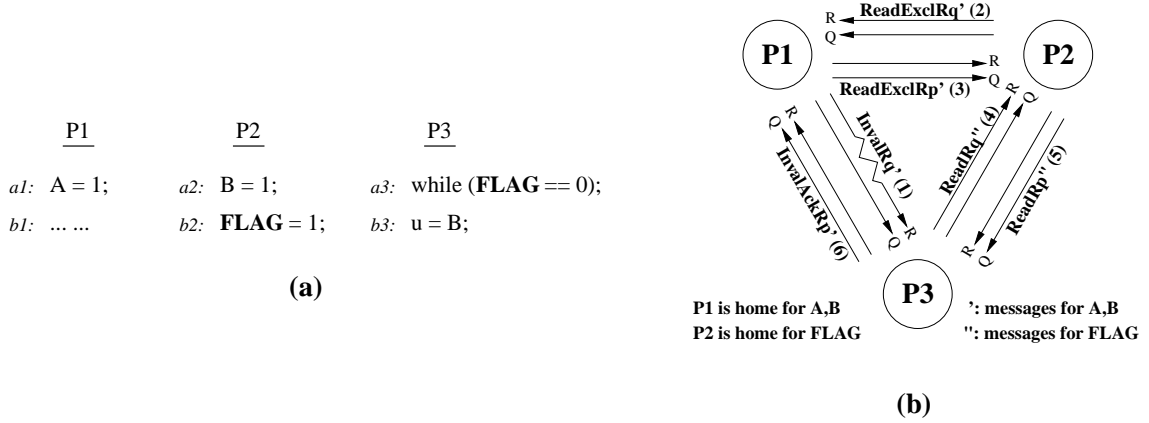 P1 P2 P3
a1: A = 1; a2: B = 1; a3: while (FLAG == 0);
b1: ... ... b2: FLAG = 1; b3: u = B;
(a)
ReadExclRq' (2)
R
Q
P1
P2
R
Q
ReadExclRp' (3)
R
Q
InvalRq' (1)
ReadRq" (4)
R
Q
InvalAckRp' (6)
ReadRp" (5)
Q
R
R
Q
P3
P1 is home for A,B
P2 is home for FLAG
': messages for A,B
": messages for FLAG
(b)